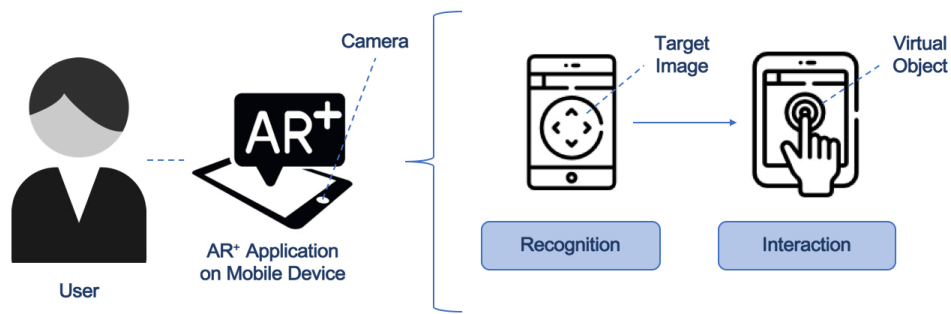 Camera
Target
Image
Virtual
Object
AR+
Recognition
Interaction
AR+ Application
on Mobile Device
User